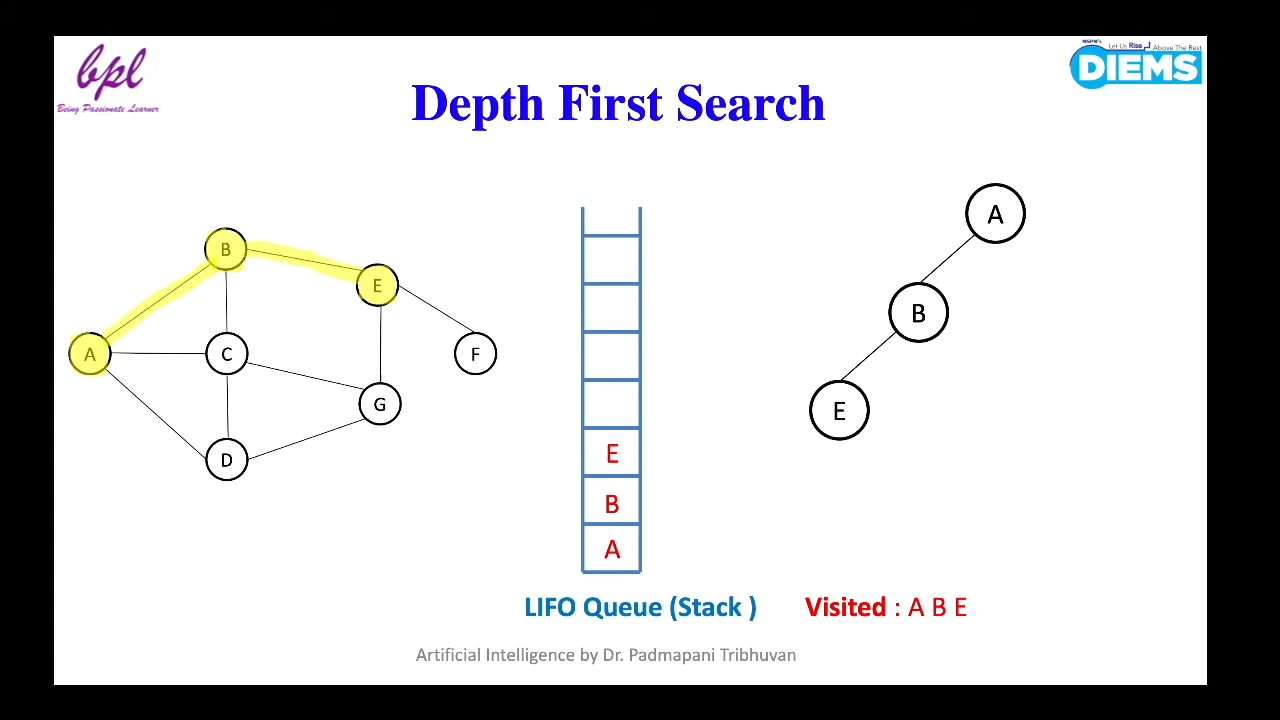 bpl
Being Passionate Learner
MSPM's
Let Us Rise Above The Rest
DIEMS
Depth First Search
A
B
B
E
E
A
C
F
G
D
E
B
A
LIFO Queue (Stack )
Visited : A B E
Artificial Intelligence by Dr. Padmapani Tribhuvan